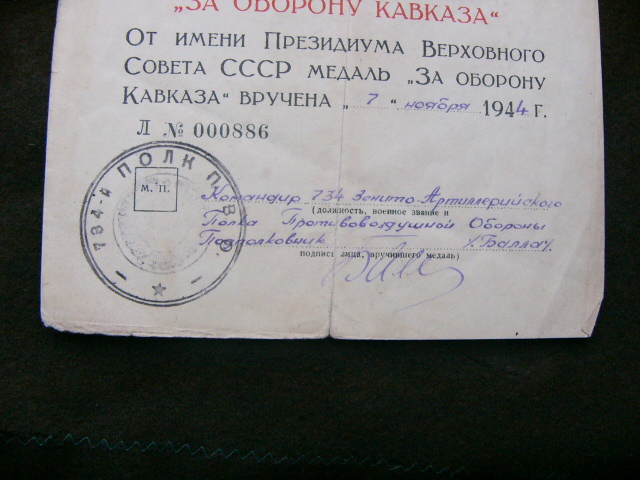 „ЗА ОБОРОНУ КАВКАЗА“
ОТ ИМЕНИ ПРЕЗИДИУМА ВЕРХОВНОГО
СОВЕТА СССР МЕДАЛЬ „ЗА ОБОРОНУ
КАВКАЗА“ ВРУЧЕНА „ 7 “ ноября 1944 г.
Л № 000886
734-й ПОЛК П.В.О.
М. П.
Командир 734 Зенитно-Артиллерийского
(должность, военное звание и
Полка Противовоздушной Обороны
Подполковник /Балла/
подпись лица, вручившего медаль)